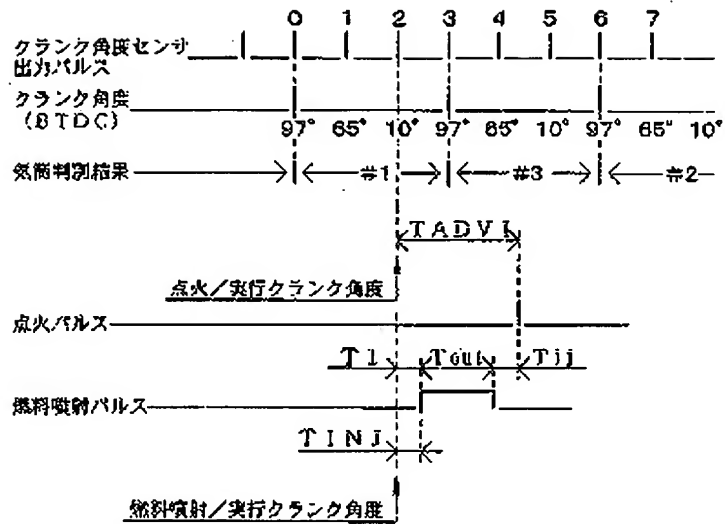 0 1 2 3 4 5 6 7
クランク角度センサ
出力パルス
クランク角度
(BTDC)
97° 65° 10° 97° 65° 10° 97° 65° 10°
気筒判別結果
#1 #3 #2
TADVI
点火/実行クランク角度
点火パルス
T1 Tout Tij
燃料噴射パルス
TINJ
燃料噴射/実行クランク角度